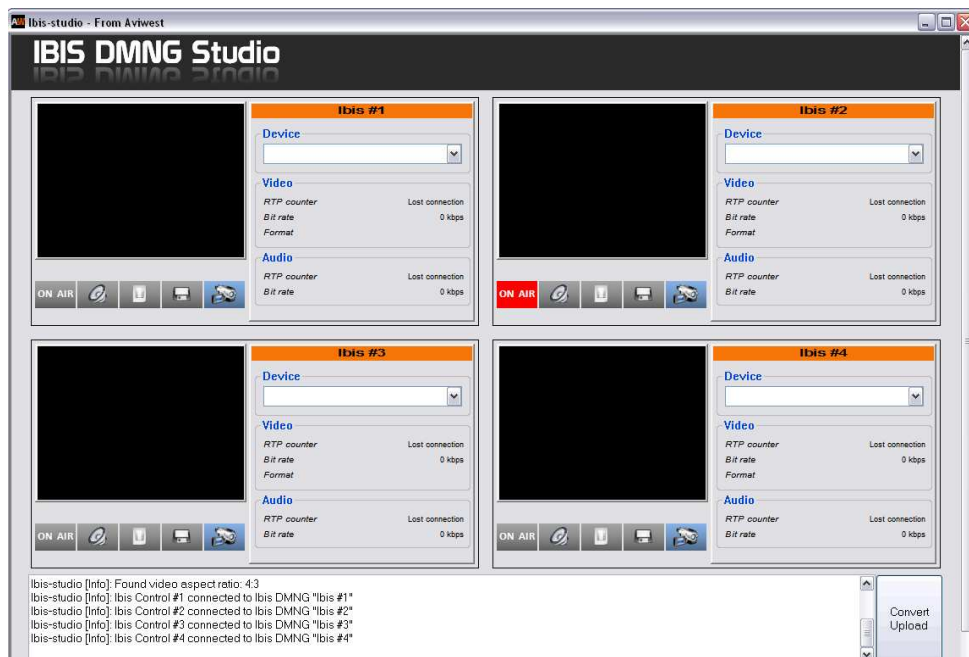 Ibis-studio - From Aviwest
IBIS DMNG Studio
Ibis #1
Device
Video
RTP counter Lost connection
Bit rate 0 kbps
Format
Audio
RTP counter Lost connection
Bit rate 0 kbps
ON AIR
Ibis #2
Device
Video
RTP counter Lost connection
Bit rate 0 kbps
Format
Audio
RTP counter Lost connection
Bit rate 0 kbps
ON AIR
Ibis #3
Device
Video
RTP counter Lost connection
Bit rate 0 kbps
Format
Audio
RTP counter Lost connection
Bit rate 0 kbps
ON AIR
Ibis #4
Device
Video
RTP counter Lost connection
Bit rate 0 kbps
Format
Audio
RTP counter Lost connection
Bit rate 0 kbps
ON AIR
Ibis-studio [Info]: Found video aspect ratio: 4:3
Ibis-studio [Info]: Ibis Control #1 connected to Ibis DMNG "Ibis #1"
Ibis-studio [Info]: Ibis Control #2 connected to Ibis DMNG "Ibis #2"
Ibis-studio [Info]: Ibis Control #3 connected to Ibis DMNG "Ibis #3"
Ibis-studio [Info]: Ibis Control #4 connected to Ibis DMNG "Ibis #4"
Convert
Upload